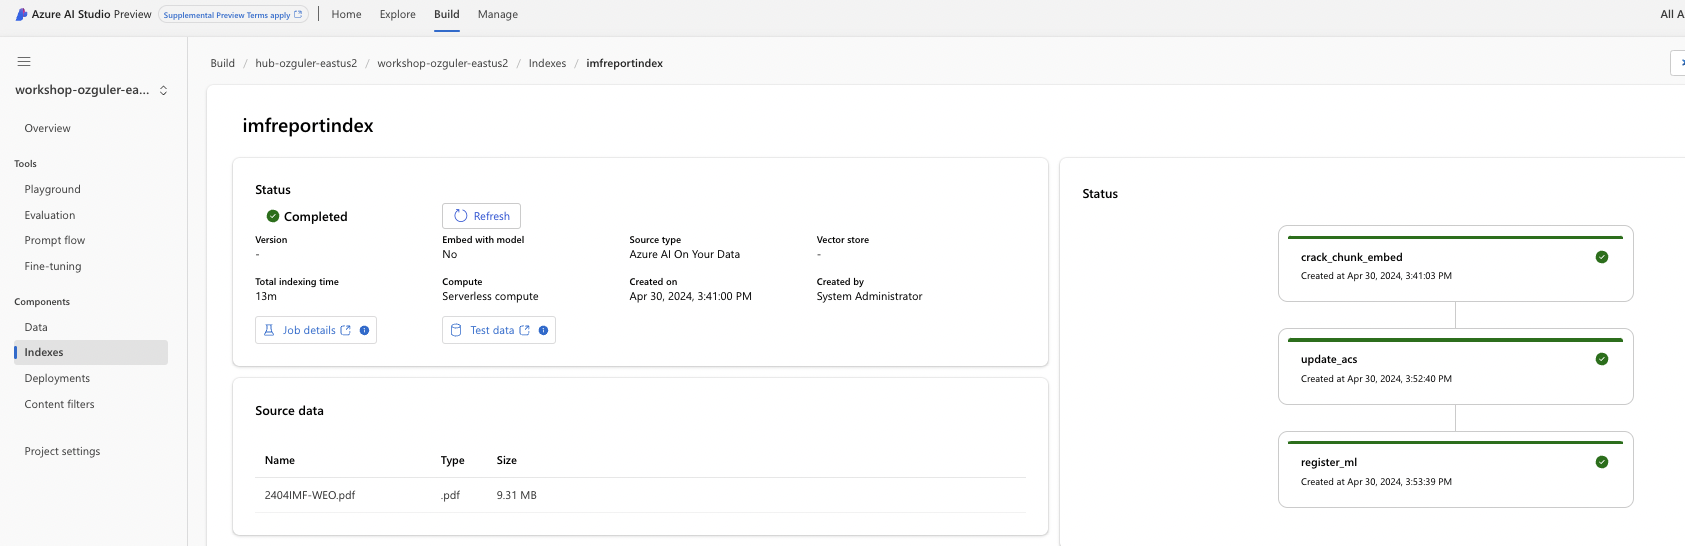 Azure AI Studio Preview Supplemental Preview Terms apply Home Explore Build Manage All A
Build / hub-ozguler-eastus2 / workshop-ozguler-eastus2 / Indexes / imfreportindex
workshop-ozguler-ea...
Overview
Tools
Playground
Evaluation
Prompt flow
Fine-tuning
Components
Data
Indexes
Deployments
Content filters
Project settings
imfreportindex
Status
Completed Refresh
Version Embed with model Source type Vector store
- No Azure AI On Your Data -
Total indexing time Compute Created on Created by
13m Serverless compute Apr 30, 2024, 3:41:00 PM System Administrator
Job details Test data
Source data
Name Type Size
2404IMF-WEO.pdf .pdf 9.31 MB
Status
crack_chunk_embed
Created at Apr 30, 2024, 3:41:03 PM
update_acs
Created at Apr 30, 2024, 3:52:40 PM
register_ml
Created at Apr 30, 2024, 3:53:39 PM